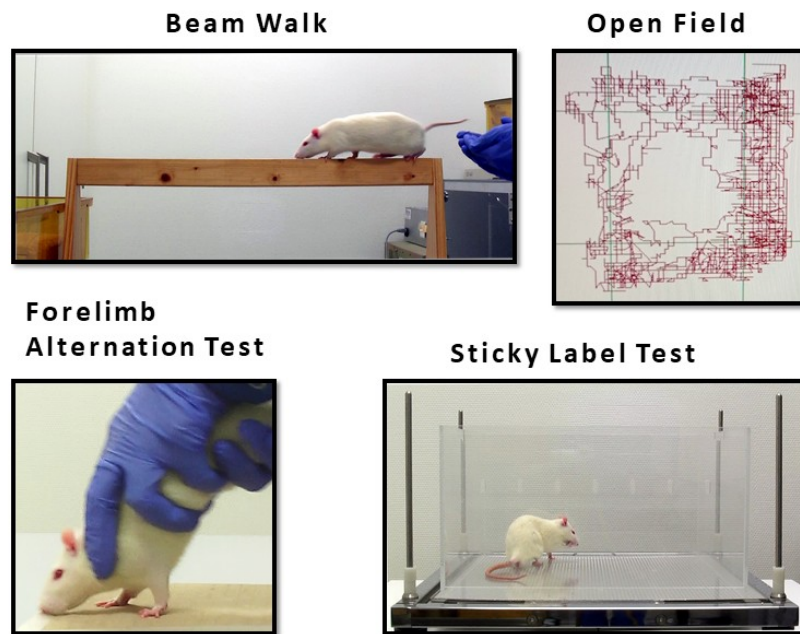 Beam Walk
Open Field
Forelimb
Alternation Test
Sticky Label Test